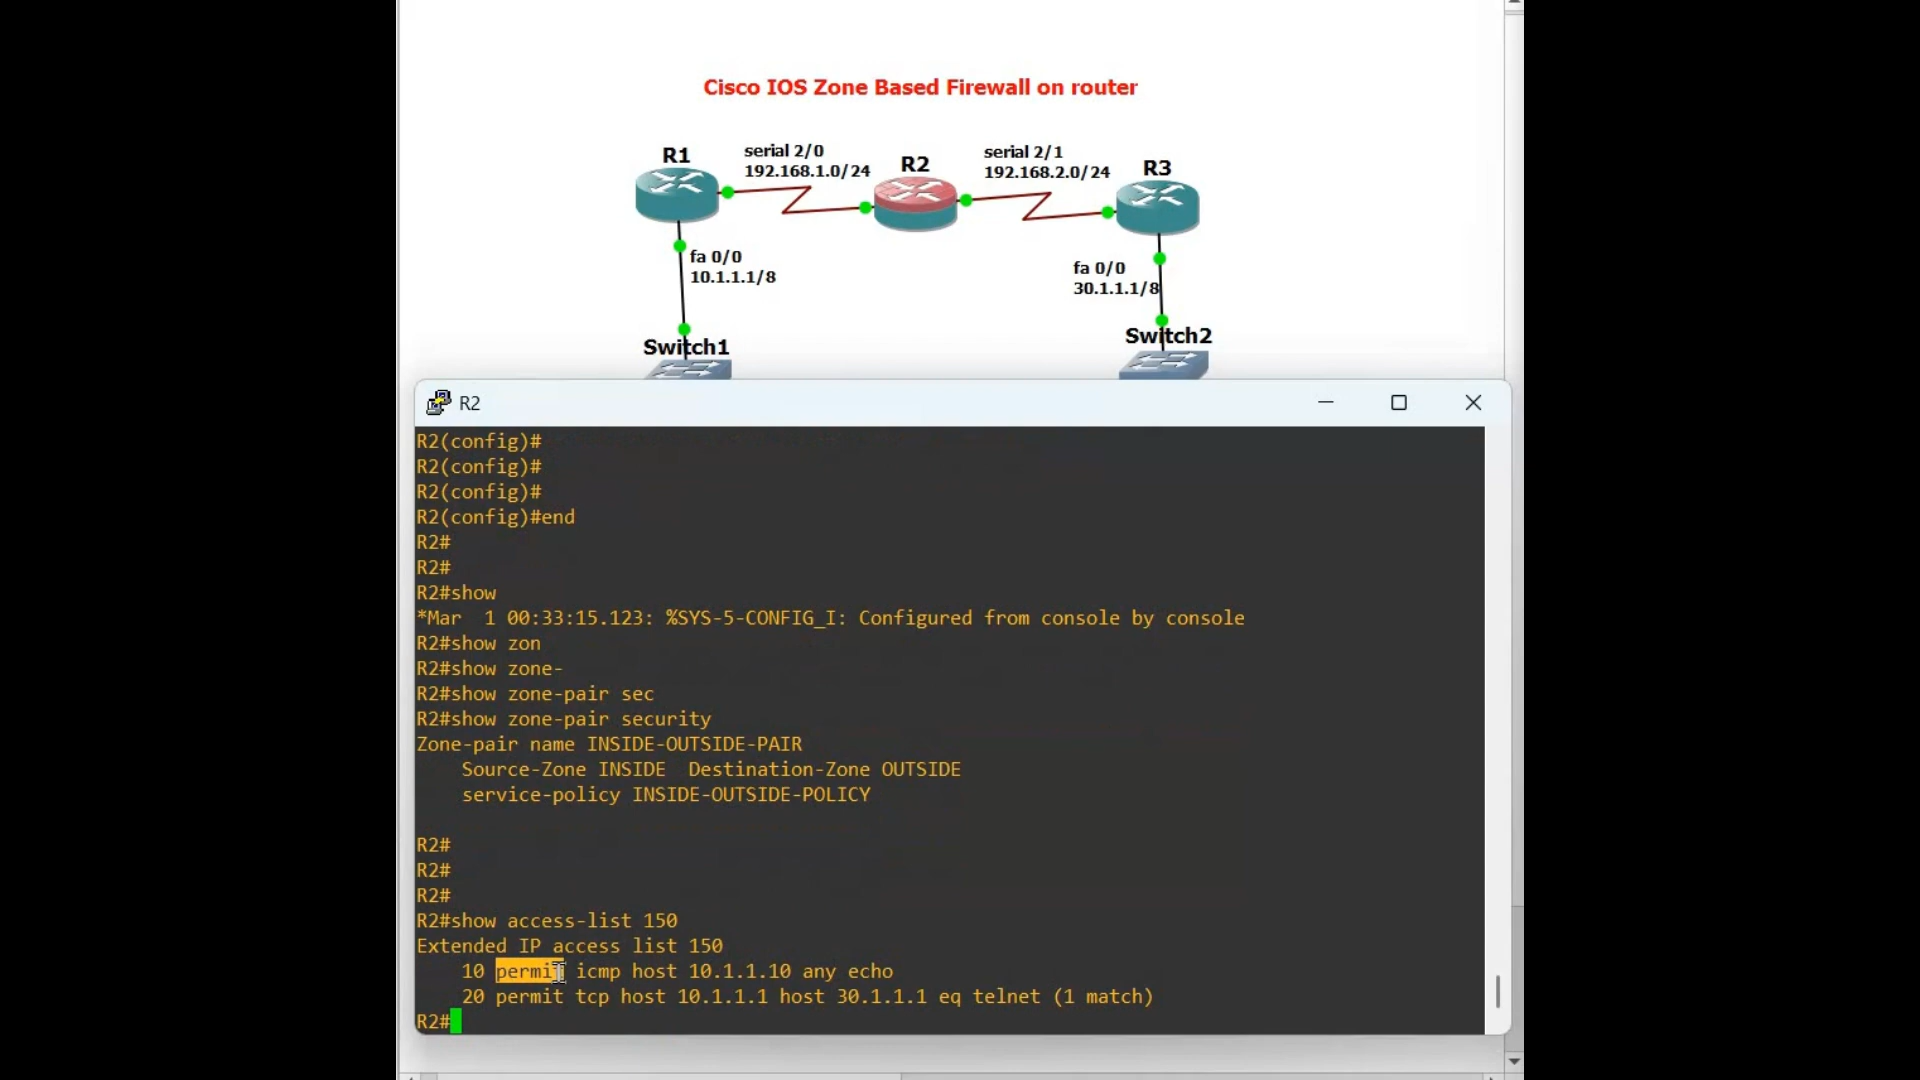 Cisco IOS Zone Based Firewall on router
R1
serial 2/0
192.168.1.0/24
R2
serial 2/1
192.168.2.0/24
R3
fa 0/0
10.1.1.1/8
fa 0/0
30.1.1.1/8
Switch1
Switch2
R2
R2(config)#
R2(config)#
R2(config)#
R2(config)#end
R2#
R2#
R2#show
*Mar  1 00:33:15.123: %SYS-5-CONFIG_I: Configured from console by console
R2#show zon
R2#show zone-
R2#show zone-pair sec
R2#show zone-pair security
Zone-pair name INSIDE-OUTSIDE-PAIR
    Source-Zone INSIDE  Destination-Zone OUTSIDE
    service-policy INSIDE-OUTSIDE-POLICY
R2#
R2#
R2#
R2#show access-list 150
Extended IP access list 150
    10 permit icmp host 10.1.1.10 any echo
    20 permit tcp host 10.1.1.1 host 30.1.1.1 eq telnet (1 match)
R2#